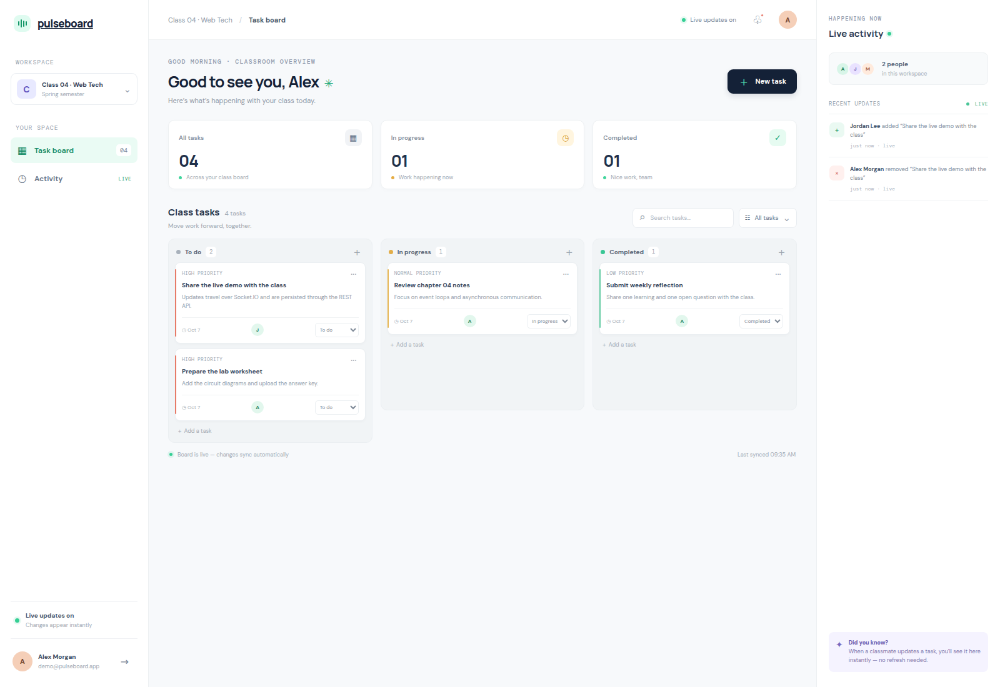 pulseboard
WORKSPACE
C
Class 04 · Web Tech
Spring semester
YOUR SPACE
Task board 04
Activity LIVE
Live updates on
Changes appear instantly
A
Alex Morgan
demo@pulseboard.app
Class 04 · Web Tech / Task board
Live updates on
A
GOOD MORNING · CLASSROOM OVERVIEW
Good to see you, Alex
Here's what's happening with your class today.
+ New task
All tasks
04
Across your class board
In progress
01
Work happening now
Completed
01
Nice work, team
Class tasks 4 tasks
Move work forward, together.
Search tasks...
All tasks
To do 2 +
HIGH PRIORITY ...
Share the live demo with the class
Updates travel over Socket.IO and are persisted through the REST
API.
Oct 7 J To do
HIGH PRIORITY ...
Prepare the lab worksheet
Add the circuit diagrams and upload the answer key.
Oct 7 A To do
+ Add a task
In progress 1 +
NORMAL PRIORITY ...
Review chapter 04 notes
Focus on event loops and asynchronous communication.
Oct 7 A In progress
+ Add a task
Completed 1 +
LOW PRIORITY ...
Submit weekly reflection
Share one learning and one open question with the class.
Oct 7 A Completed
+ Add a task
Board is live — changes sync automatically
Last synced 09:35 AM
HAPPENING NOW
Live activity
A J M
2 people
in this workspace
RECENT UPDATES LIVE
+ Jordan Lee added “Share the live demo with the
class”
just now · live
× Alex Morgan removed “Share the live demo with the
class”
just now · live
Did you know?
When a classmate updates a task, you'll see it here
instantly — no refresh needed.